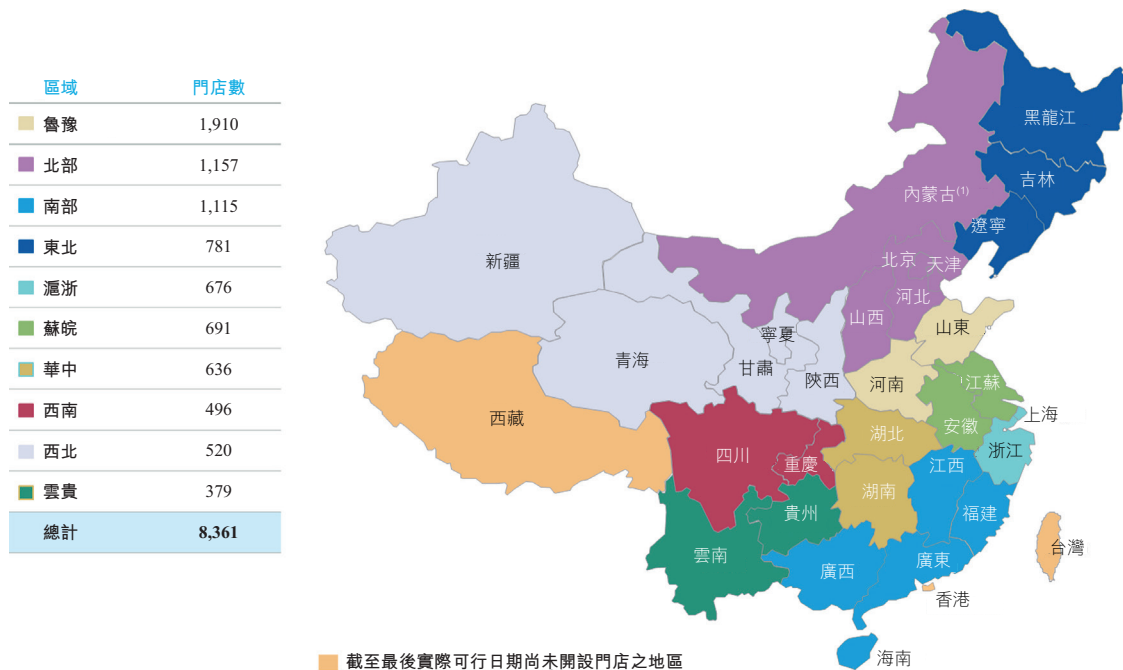 區域 門店數
魯豫 1,910
北部 1,157
南部 1,115
東北 781
滬浙 676
蘇皖 691
華中 636
西南 496
西北 520
雲貴 379
總計 8,361
黑龍江
吉林
內蒙古(1)
遼寧
北京
天津
新疆
河北
山西
寧夏
山東
青海
甘肅
陝西
河南
江蘇
西藏
上海
安徽
湖北
浙江
四川
重慶
江西
湖南
貴州
福建
雲南
台灣
廣西
廣東
香港
海南
截至最後實際可行日期尚未開設門店之地區